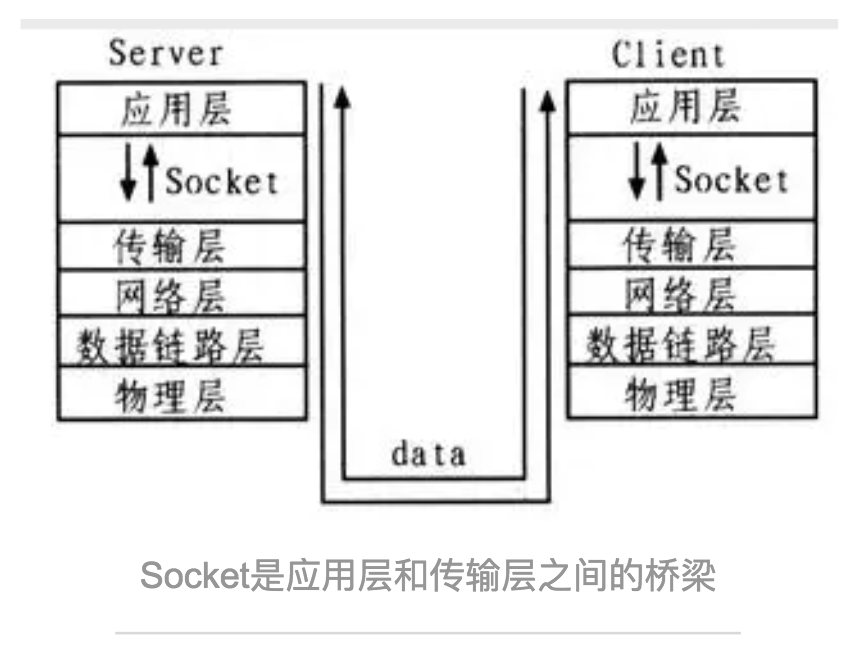 Server
应用层
Socket
传输层
网络层
数据链路层
物理层
Client
应用层
Socket
传输层
网络层
数据链路层
物理层
data
Socket是应用层和传输层之间的桥梁